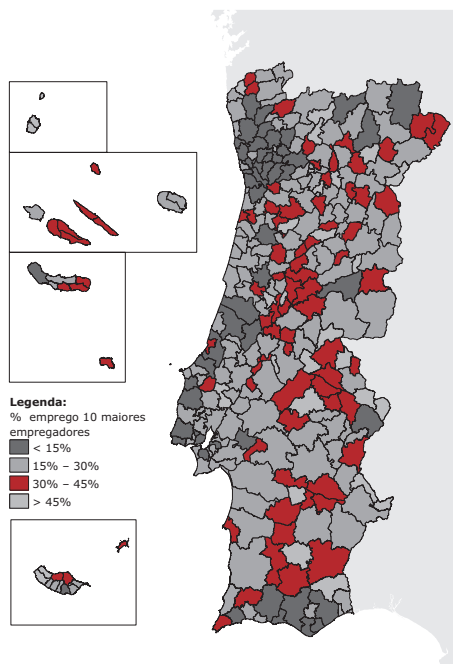 Legenda:
% emprego 10 maiores
empregadores
< 15%
15% – 30%
30% – 45%
> 45%